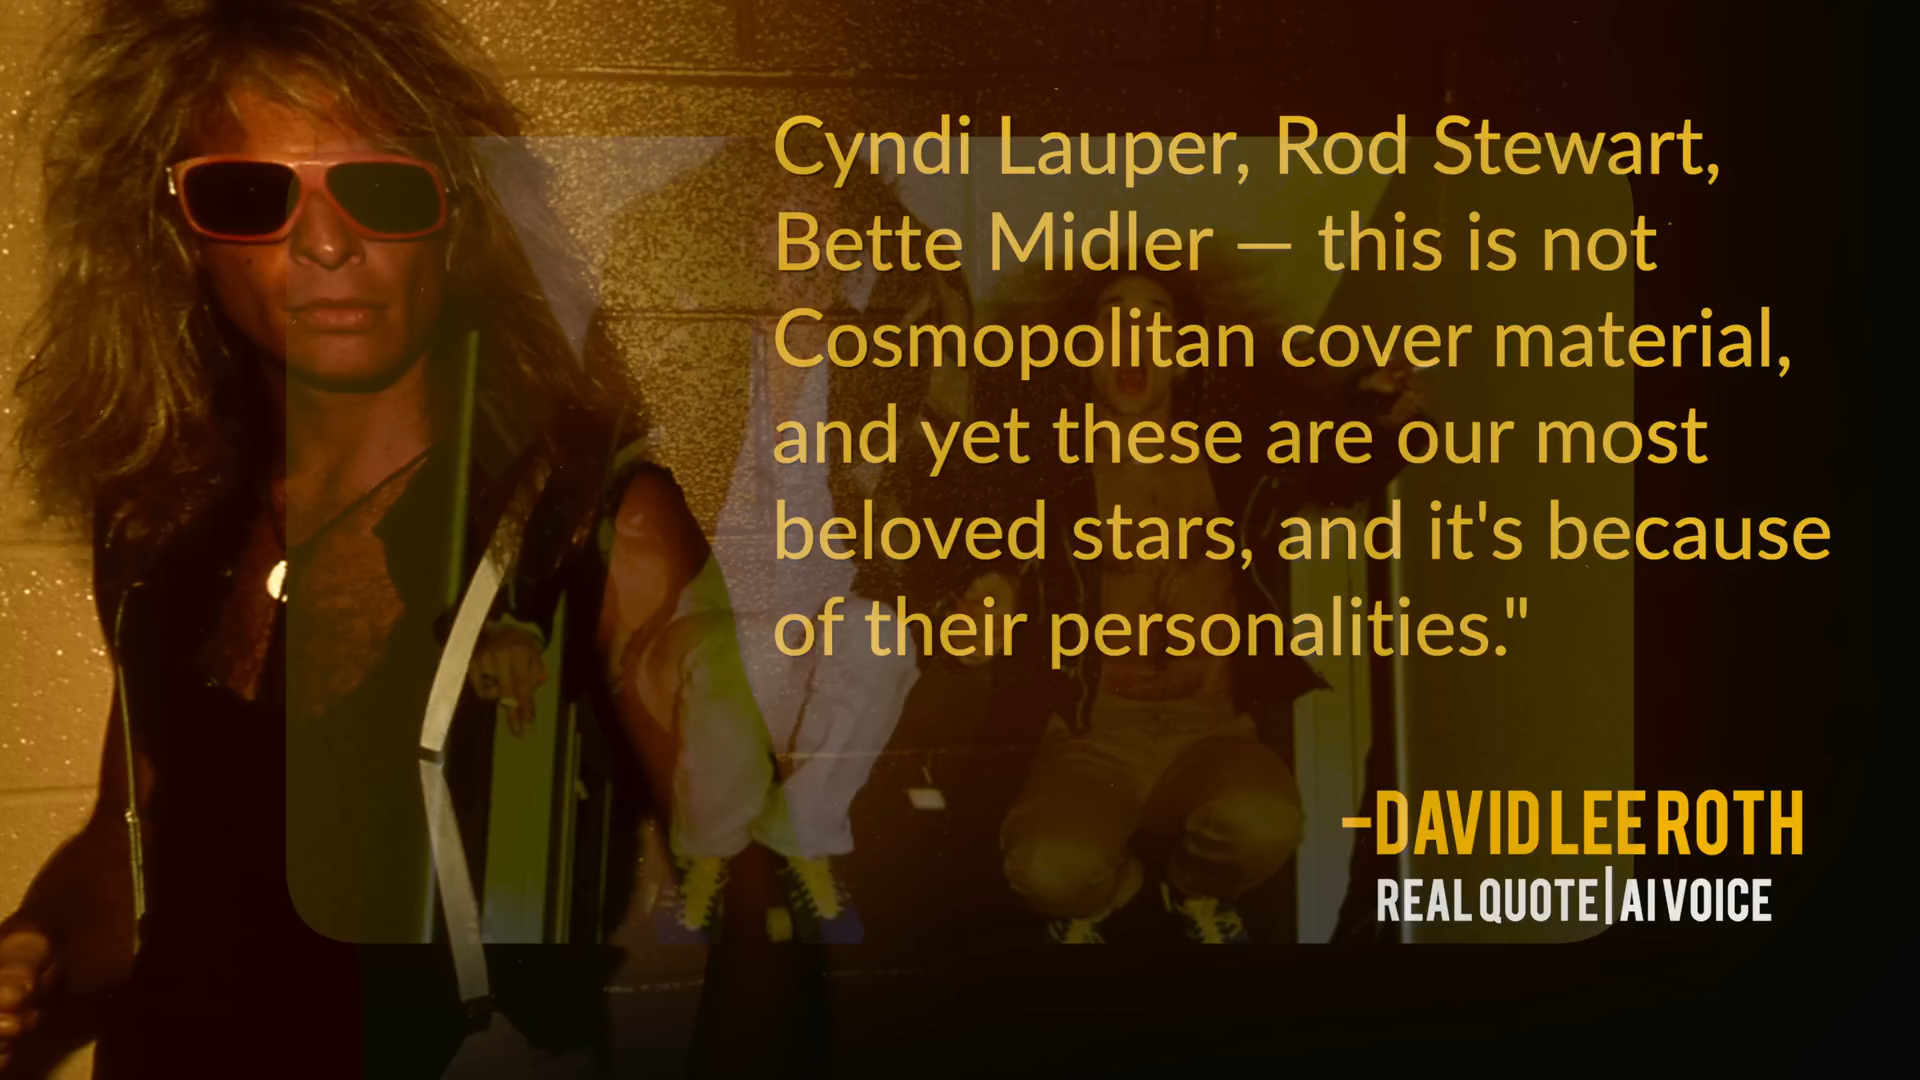 Cyndi Lauper, Rod Stewart,
Bette Midler — this is not
Cosmopolitan cover material,
and yet these are our most
beloved stars, and it's because
of their personalities."
–DAVID LEE ROTH
REAL QUOTE|AI VOICE